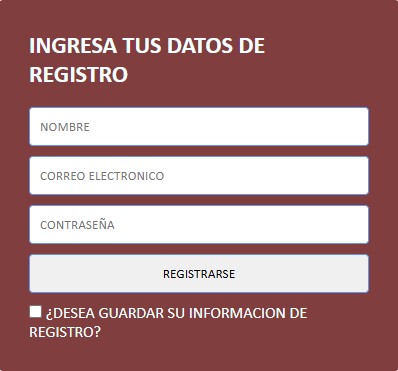 INGRESA TUS DATOS DE
REGISTRO
NOMBRE
CORREO ELECTRONICO
CONTRASEÑA
REGISTRARSE
¿DESEA GUARDAR SU INFORMACION DE
REGISTRO?